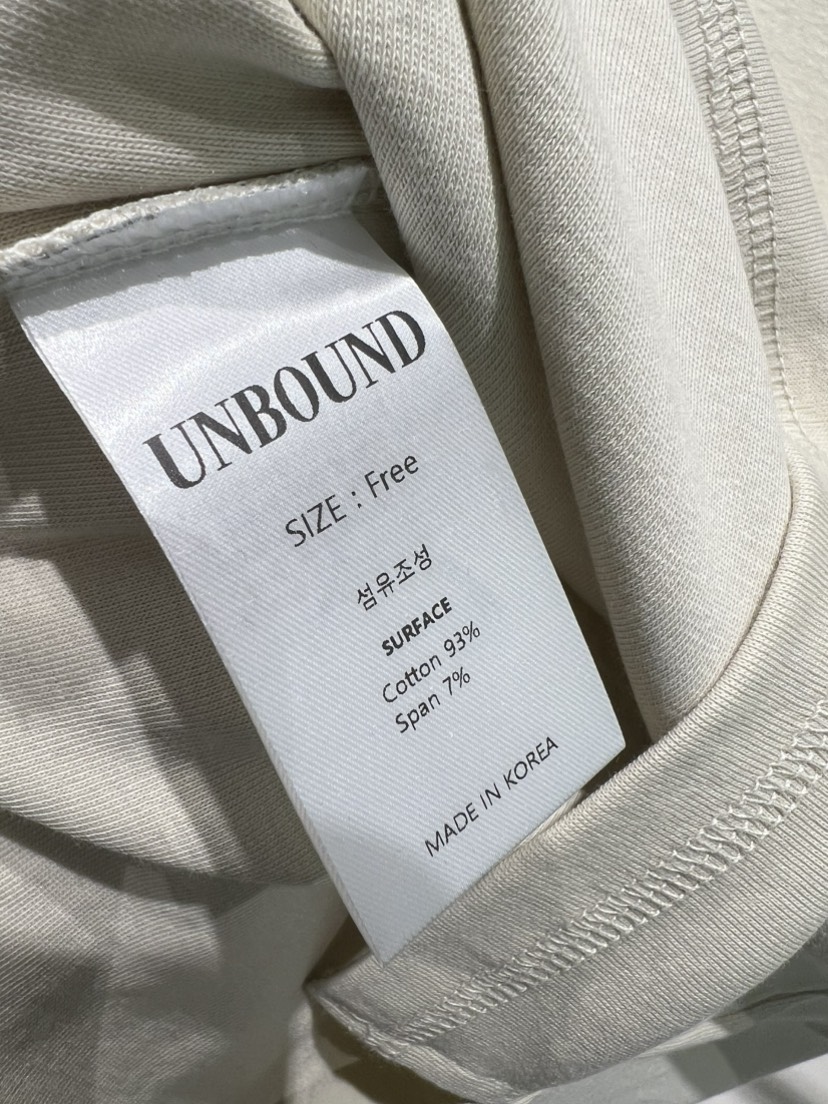 UNBOUND
SIZE : Free
섬유조성
SURFACE
Cotton 93%
Span 7%
MADE IN KOREA